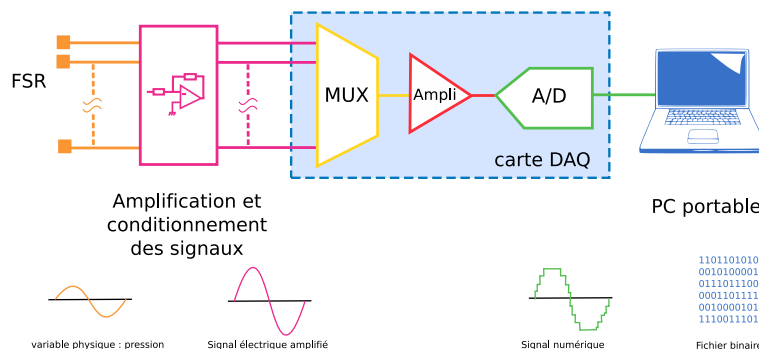 FSR
MUX
Ampli
A/D
carte DAQ
Amplification et
conditionnement
des signaux
PC portable
variable physique : pression
Signal électrique amplifié
Signal numérique
1101101010
0010100001
0111011100
0001101111
0010000101
1110011101
Fichier binaire